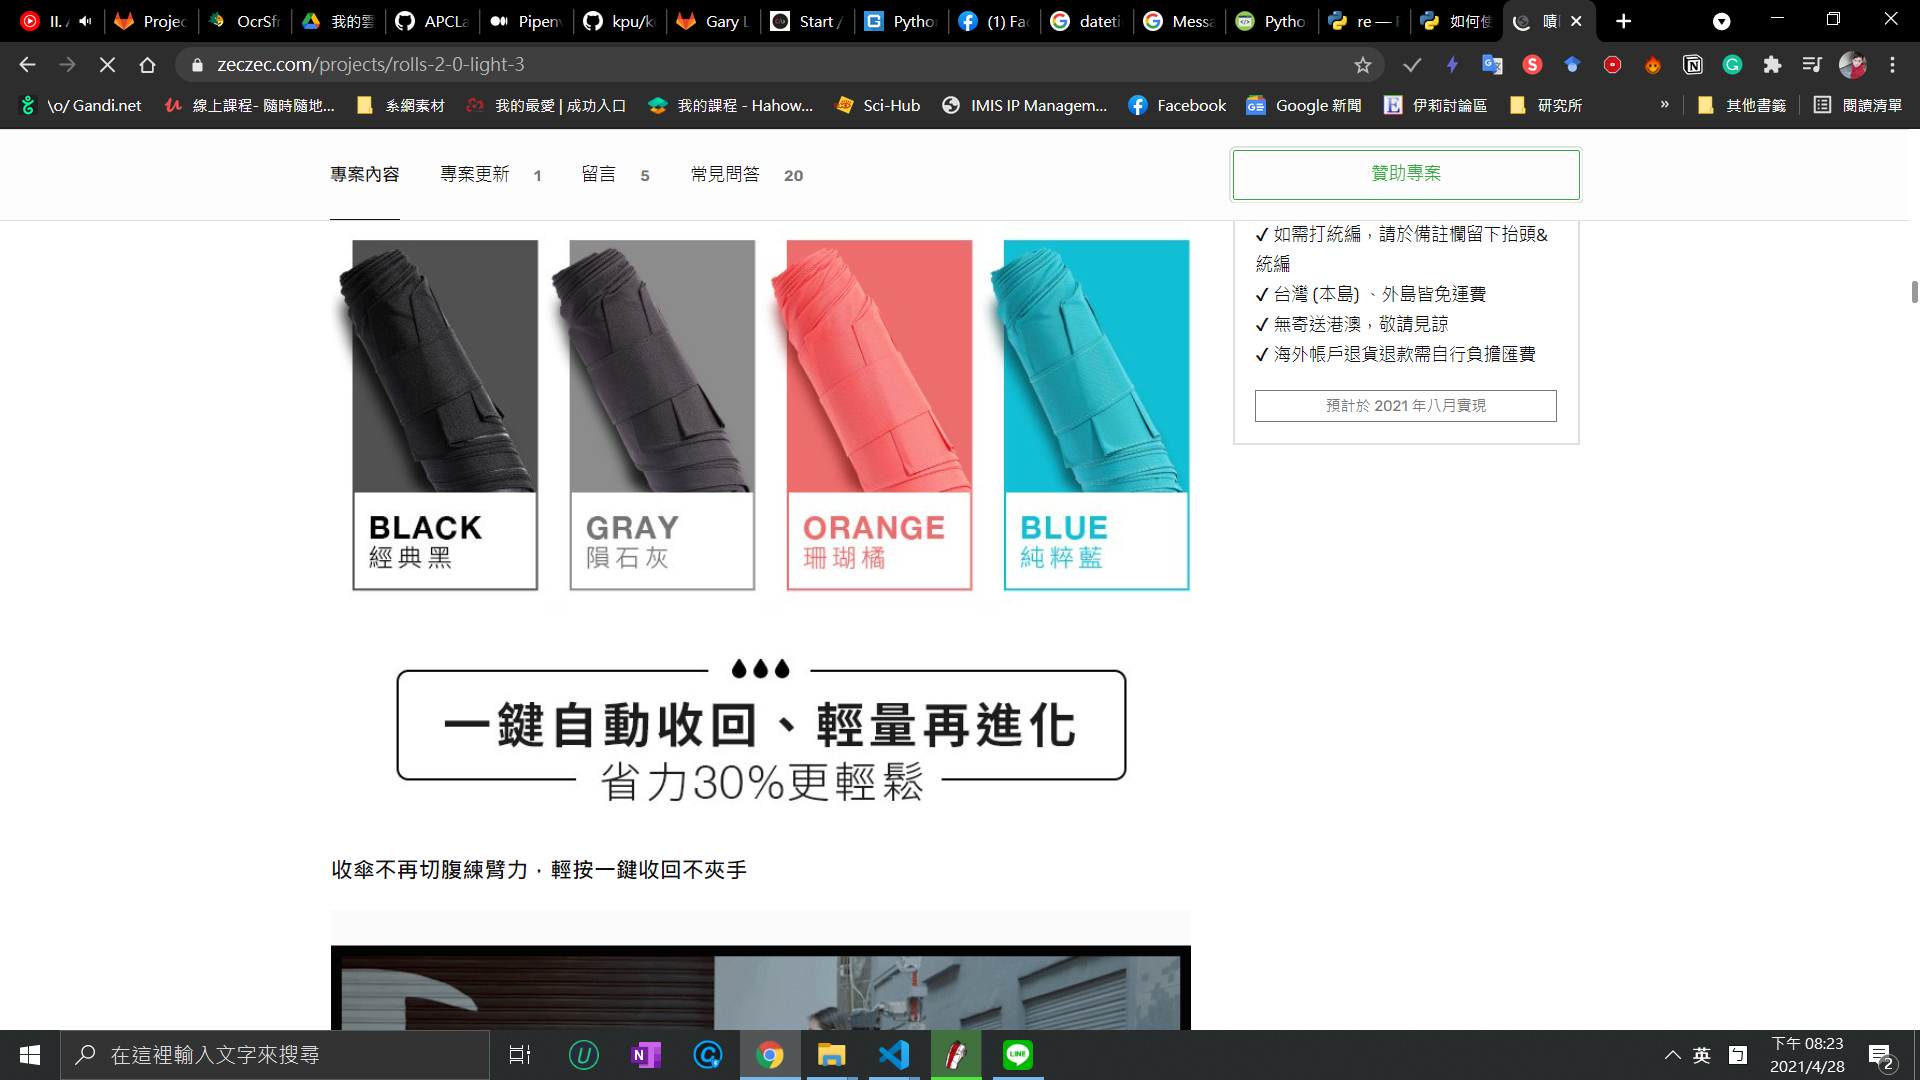 II. A
Projec
OcrSfr
我的雲
APCLa
Pipenv
kpu/k
Gary L
Start /
Python
(1) Fac
dateti
Messa
Python
re — F
如何使
嘖
zeczec.com/projects/rolls-2-0-light-3
\o/ Gandi.net
線上課程- 隨時隨地...
系網素材
我的最愛 | 成功入口
我的課程 - Hahow...
Sci-Hub
IMIS IP Managem...
Facebook
Google 新聞
伊莉討論區
研究所
»
其他書籤
閱讀清單
專案內容
專案更新 1
留言 5
常見問答 20
贊助專案
✓ 如需打統編，請於備註欄留下抬頭&
統編
✓ 台灣 (本島) 、外島皆免運費
✓ 無寄送港澳，敬請見諒
✓ 海外帳戶退貨退款需自行負擔匯費
預計於 2021 年八月實現
BLACK
經典黑
GRAY
隕石灰
ORANGE
珊瑚橘
BLUE
純粹藍
一鍵自動收回、輕量再進化
省力30%更輕鬆
收傘不再切腹練臂力，輕按一鍵收回不夾手
在這裡輸入文字來搜尋
英
下午 08:23
2021/4/28
2